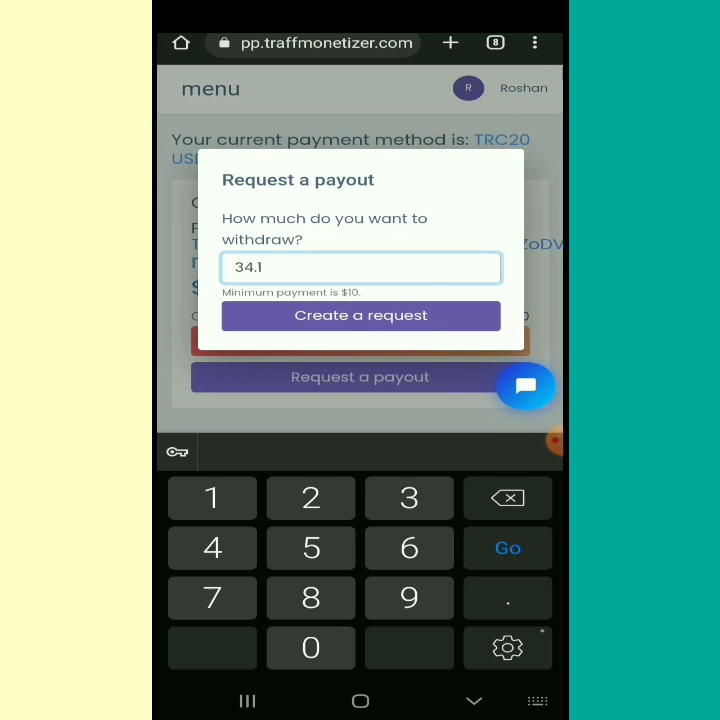 pp.traffmonetizer.com
8
menu
R
Roshan
Your current payment method is: TRC20
Request a payout
How much do you want to
withdraw?
34.1
Minimum payment is $10.
Create a request
Request a payout
1 2 3
4 5 6 Go
7 8 9 .
0